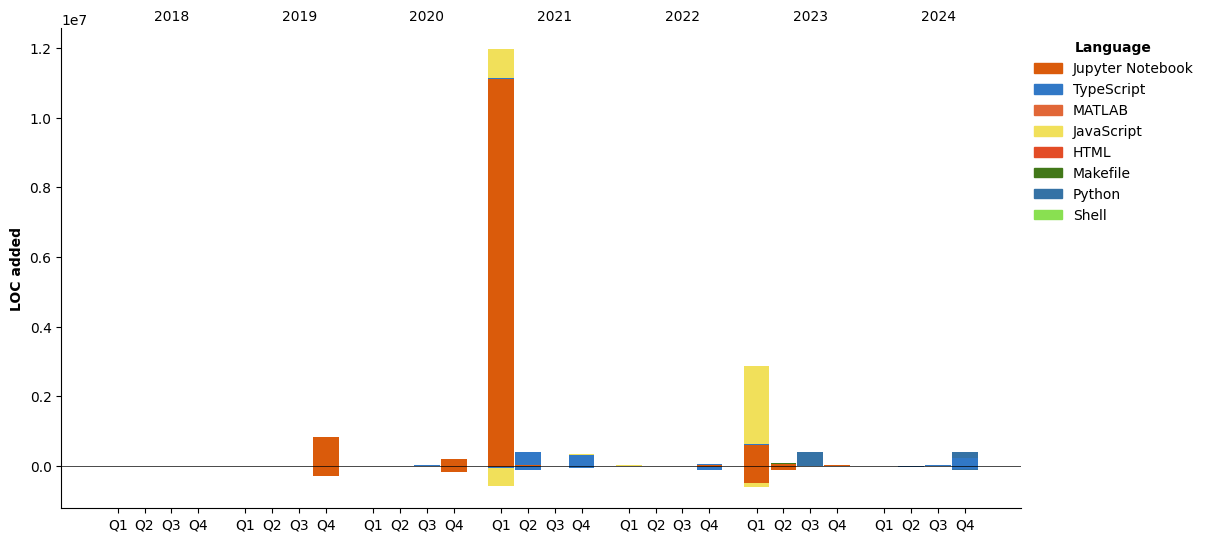 1e7
2018 2019 2020 2021 2022 2023 2024
1.2
1.0
0.8
0.6
0.4
0.2
0.0
LOC added
Q1 Q2 Q3 Q4 Q1 Q2 Q3 Q4 Q1 Q2 Q3 Q4 Q1 Q2 Q3 Q4 Q1 Q2 Q3 Q4 Q1 Q2 Q3 Q4 Q1 Q2 Q3 Q4
Language
Jupyter Notebook
TypeScript
MATLAB
JavaScript
HTML
Makefile
Python
Shell